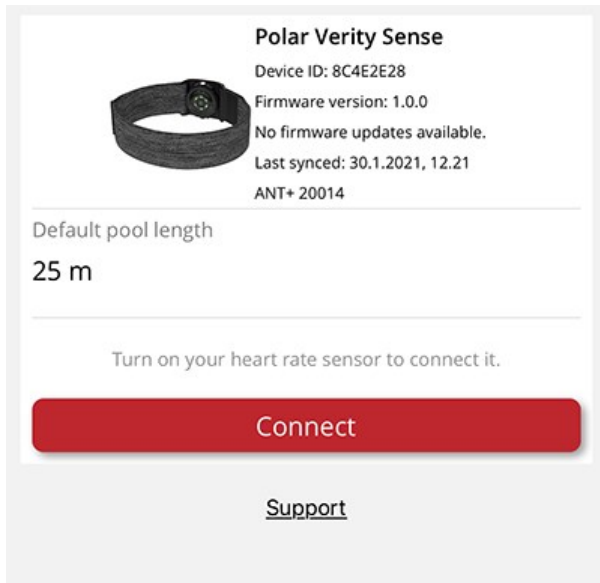 Polar Verity Sense
Device ID: 8C4E2E28
Firmware version: 1.0.0
No firmware updates available.
Last synced: 30.1.2021, 12.21
ANT+ 20014
Default pool length
25 m
Turn on your heart rate sensor to connect it.
Connect
Support